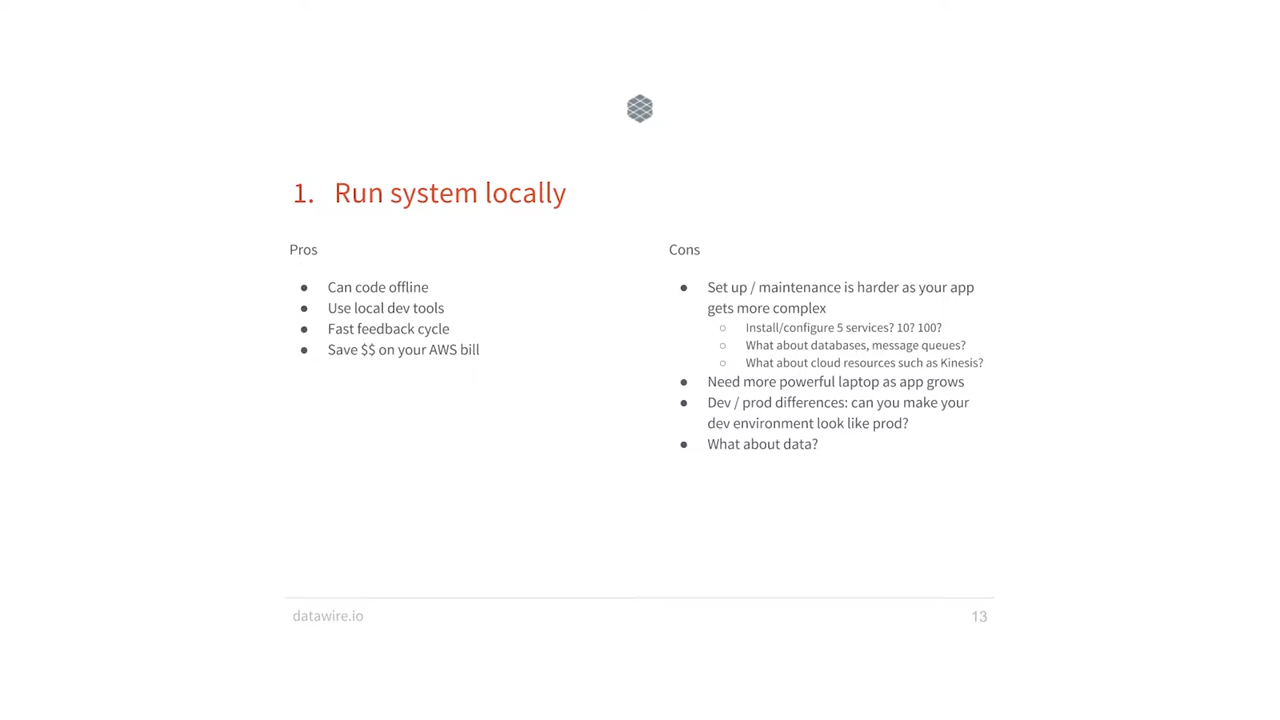 1. Run system locally
Pros
● Can code offline
● Use local dev tools
● Fast feedback cycle
● Save $$ on your AWS bill
Cons
● Set up / maintenance is harder as your app
gets more complex
○ Install/configure 5 services? 10? 100?
○ What about databases, message queues?
○ What about cloud resources such as Kinesis?
● Need more powerful laptop as app grows
● Dev / prod differences: can you make your
dev environment look like prod?
● What about data?
datawire.io
13